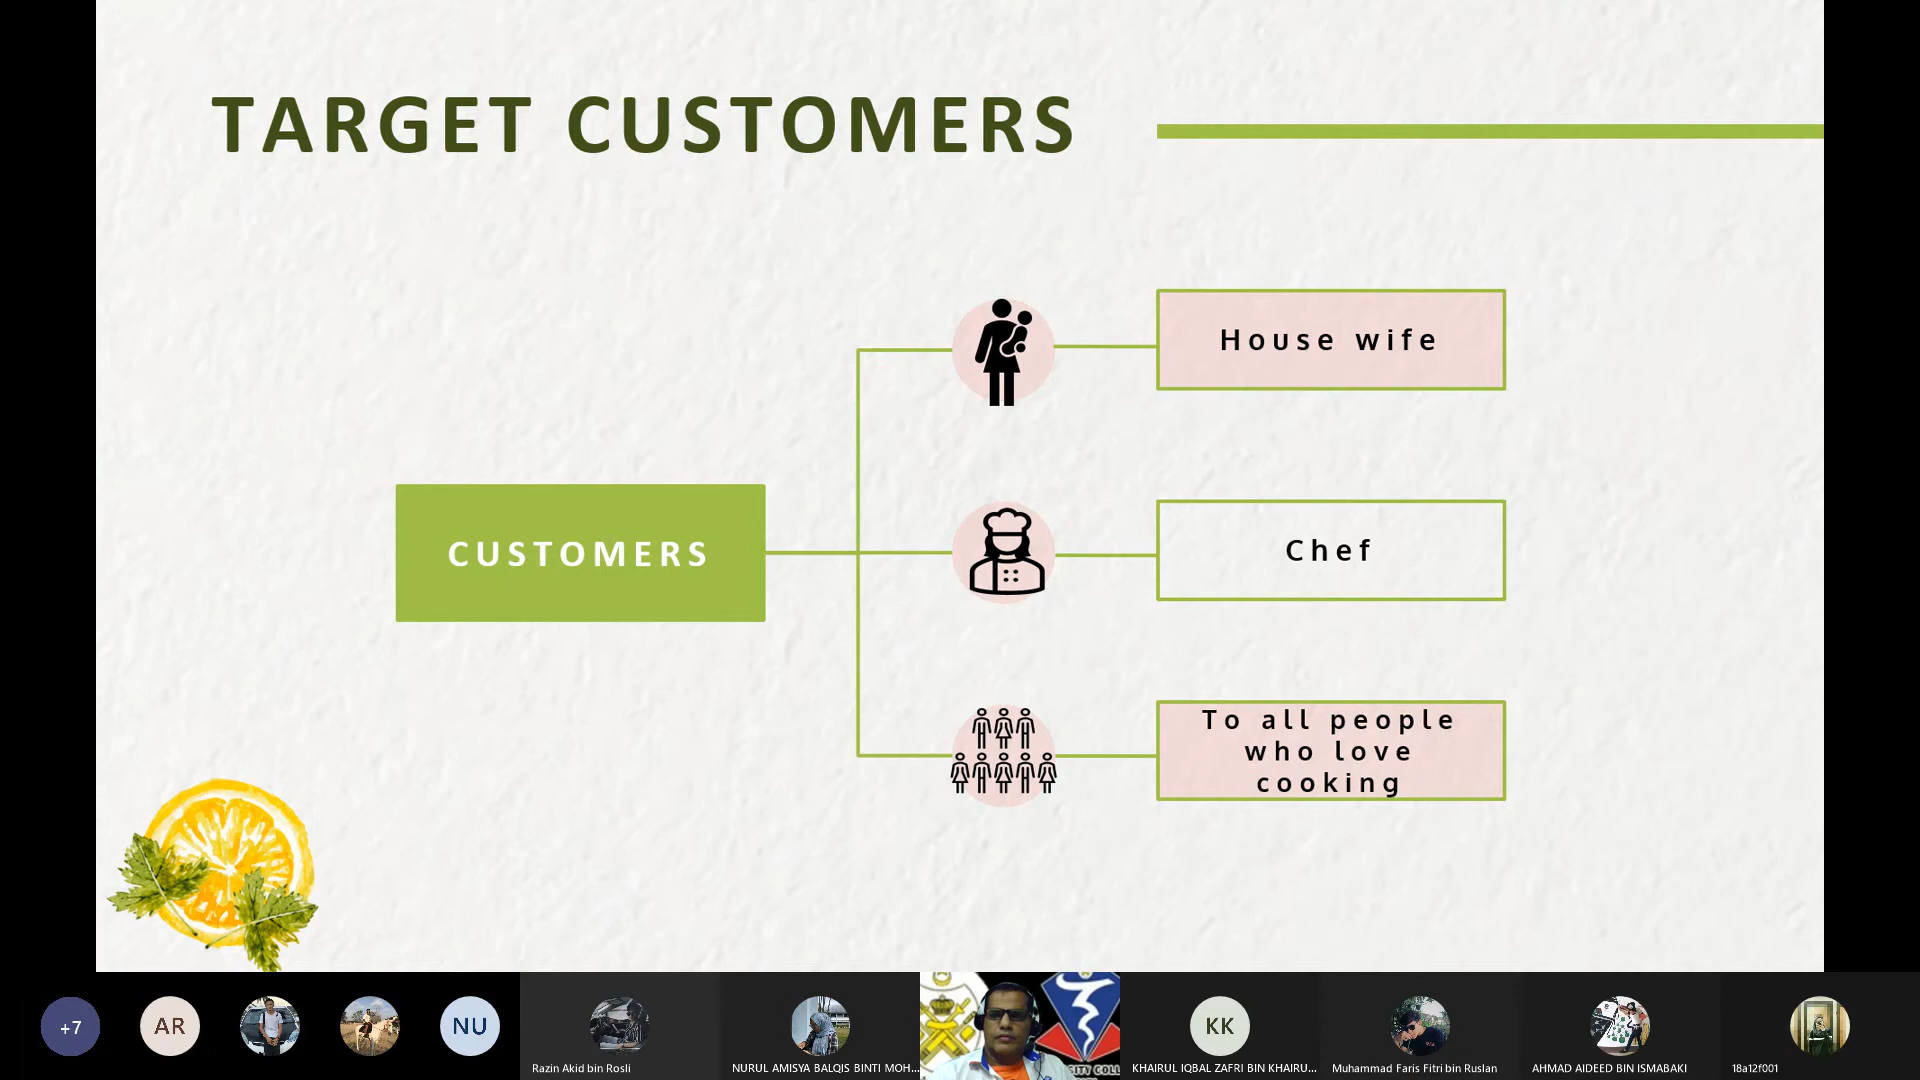 TARGET CUSTOMERS
House wife
CUSTOMERS
Chef
To all people
who love
cooking
+7
AR
NU
Razin Akid bin Rosli
NURUL AMISYA BALQIS BINTI MOH...
KK
KHAIRUL IQBAL ZAFRI BIN KHAIRU...
Muhammad Faris Fitri bin Ruslan
AHMAD AIDEED BIN ISMABAKI
18a12f001